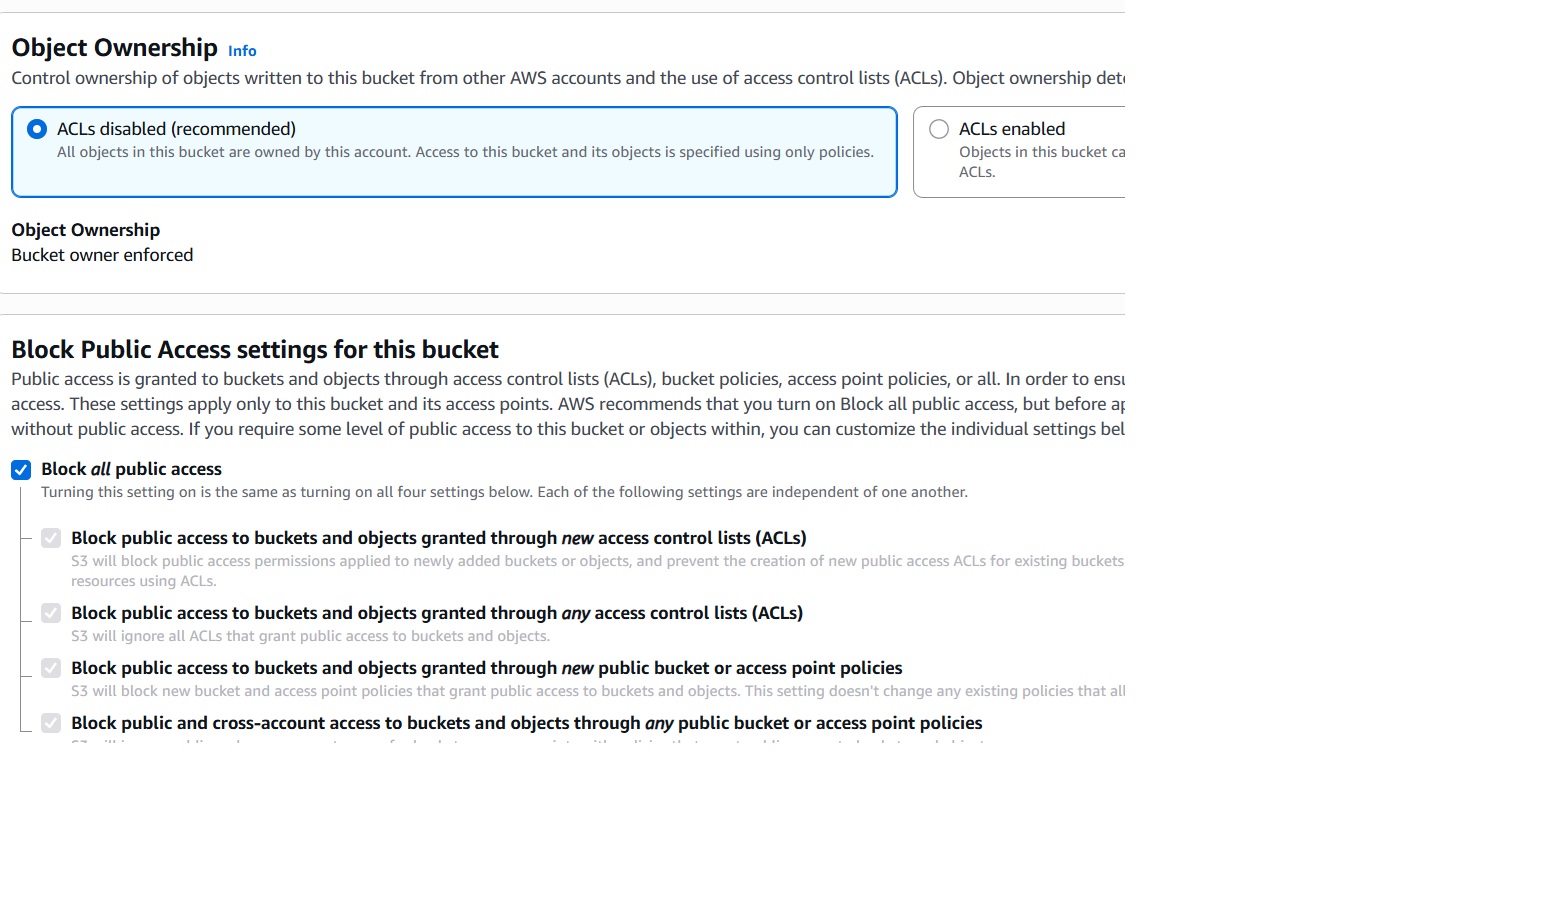 Object Ownership Info
Control ownership of objects written to this bucket from other AWS accounts and the use of access control lists (ACLs). Object ownership dete
ACLs disabled (recommended)
All objects in this bucket are owned by this account. Access to this bucket and its objects is specified using only policies.
ACLs enabled
Objects in this bucket ca
ACLs.
Object Ownership
Bucket owner enforced
Block Public Access settings for this bucket
Public access is granted to buckets and objects through access control lists (ACLs), bucket policies, access point policies, or all. In order to ensu
access. These settings apply only to this bucket and its access points. AWS recommends that you turn on Block all public access, but before ap
without public access. If you require some level of public access to this bucket or objects within, you can customize the individual settings bel
Block all public access
Turning this setting on is the same as turning on all four settings below. Each of the following settings are independent of one another.
Block public access to buckets and objects granted through new access control lists (ACLs)
S3 will block public access permissions applied to newly added buckets or objects, and prevent the creation of new public access ACLs for existing buckets
resources using ACLs.
Block public access to buckets and objects granted through any access control lists (ACLs)
S3 will ignore all ACLs that grant public access to buckets and objects.
Block public access to buckets and objects granted through new public bucket or access point policies
S3 will block new bucket and access point policies that grant public access to buckets and objects. This setting doesn't change any existing policies that all
Block public and cross-account access to buckets and objects through any public bucket or access point policies